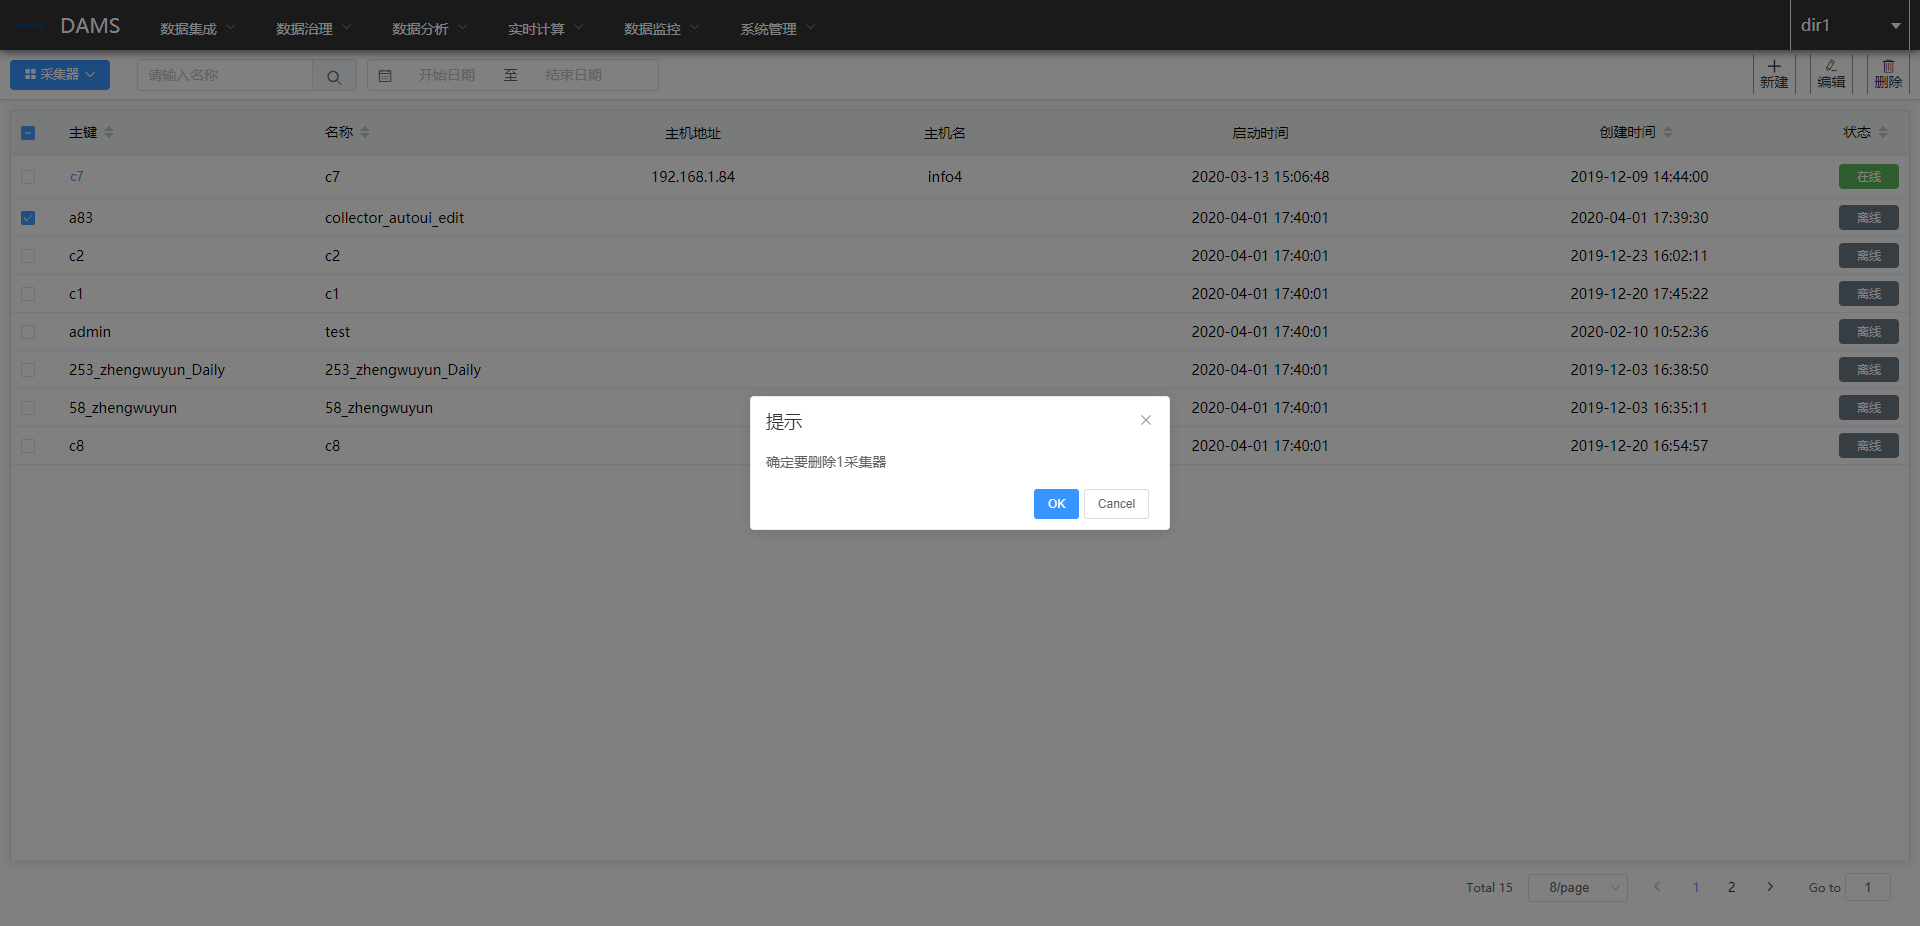 DAMS 数据集成 数据治理 数据分析 实时计算 数据监控 系统管理 dir1
采集器 请输入名称 开始日期 至 结束日期 新建 编辑 删除
主键 名称 主机地址 主机名 启动时间 创建时间 状态
c7 c7 192.168.1.84 info4 2020-03-13 15:06:48 2019-12-09 14:44:00 在线
a83 collector_autoui_edit 2020-04-01 17:40:01 2020-04-01 17:39:30 离线
c2 c2 2020-04-01 17:40:01 2019-12-23 16:02:11 离线
c1 c1 2020-04-01 17:40:01 2019-12-20 17:45:22 离线
admin test 2020-04-01 17:40:01 2020-02-10 10:52:36 离线
253_zhengwuyun_Daily 253_zhengwuyun_Daily 2020-04-01 17:40:01 2019-12-03 16:38:50 离线
58_zhengwuyun 58_zhengwuyun 2020-04-01 17:40:01 2019-12-03 16:35:11 离线
c8 c8 2020-04-01 17:40:01 2019-12-20 16:54:57 离线
提示
确定要删除1采集器
OK Cancel
Total 15 8/page 1 2 Go to 1